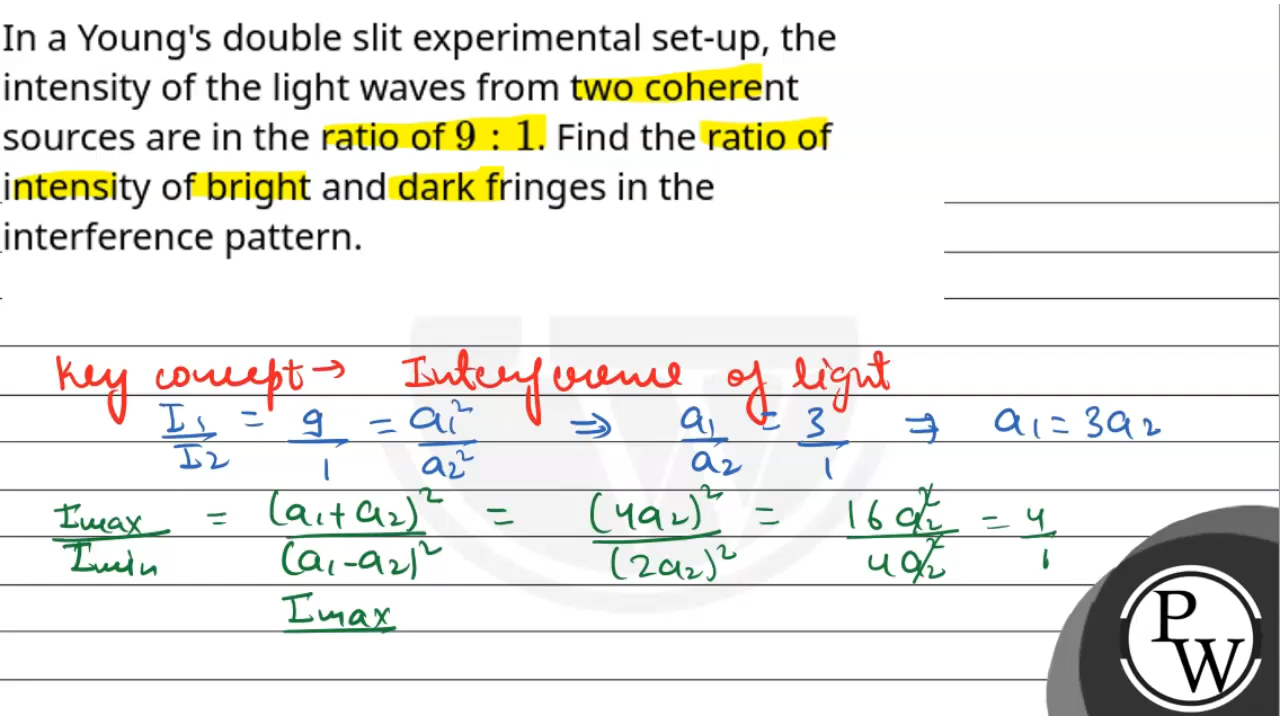 In a Young's double slit experimental set-up, the
intensity of the light waves from two coherent
sources are in the ratio of 9 : 1. Find the ratio of
intensity of bright and dark fringes in the
interference pattern.
Key concept → Interference of light
I₁/I₂ = 9/1 = a₁²/a₂² ⇒ a₁/a₂ = 3/1 ⇒ a₁ = 3a₂
Imax/Imin = (a₁+a₂)²/(a₁-a₂)² = (4a₂)²/(2a₂)² = 16a₂²/4a₂² = 4/1
Imax
PW